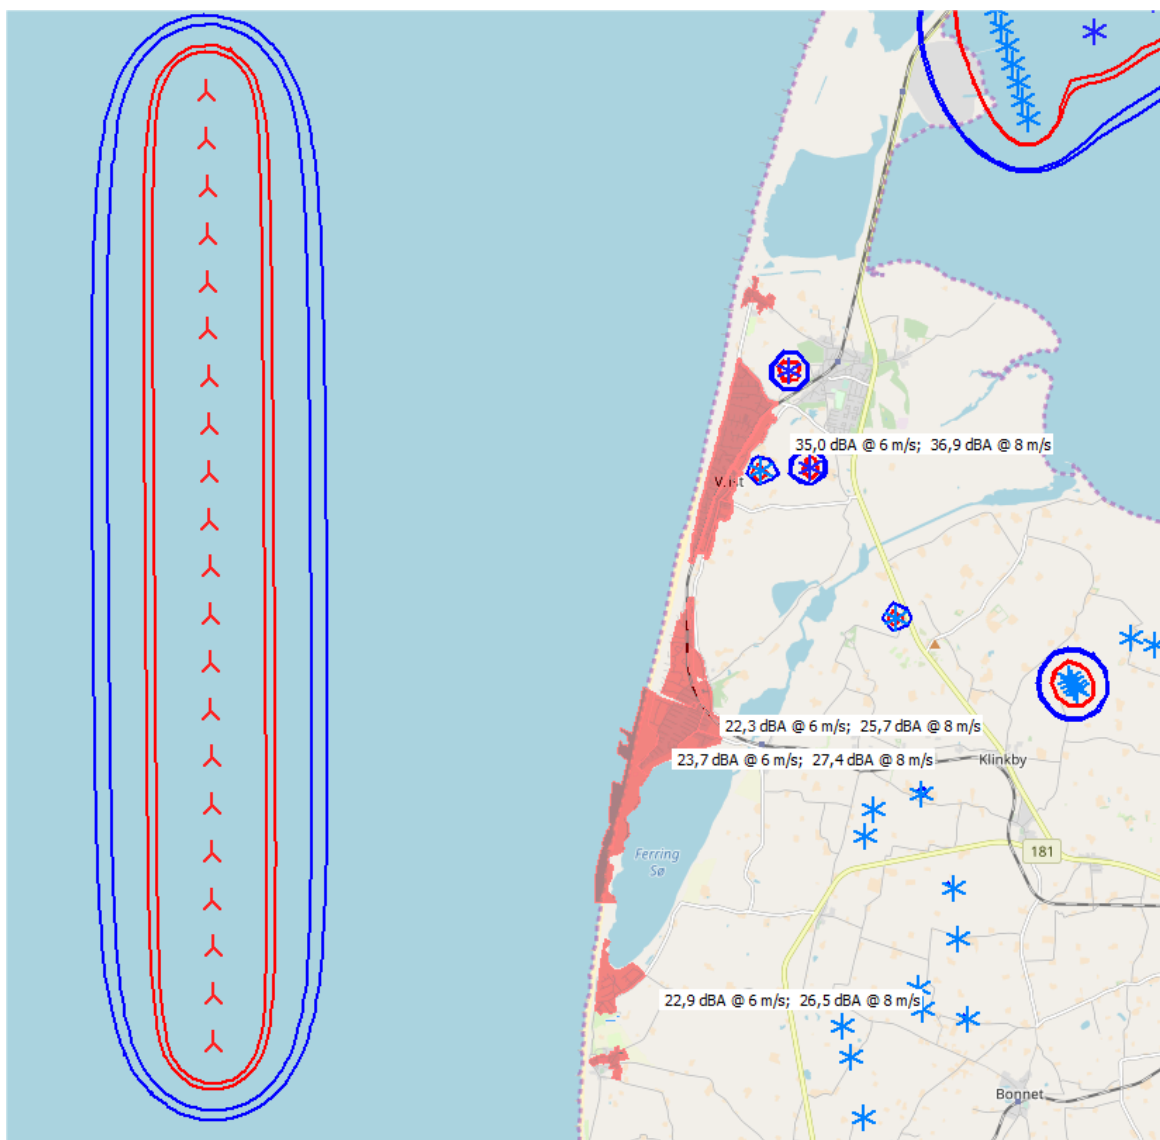 35,0 dBA @ 6 m/s;  36,9 dBA @ 8 m/s
22,3 dBA @ 6 m/s;  25,7 dBA @ 8 m/s
23,7 dBA @ 6 m/s;  27,4 dBA @ 8 m/s
Klinkby
181
Ferring
Sø
22,9 dBA @ 6 m/s;  26,5 dBA @ 8 m/s
Bonnet